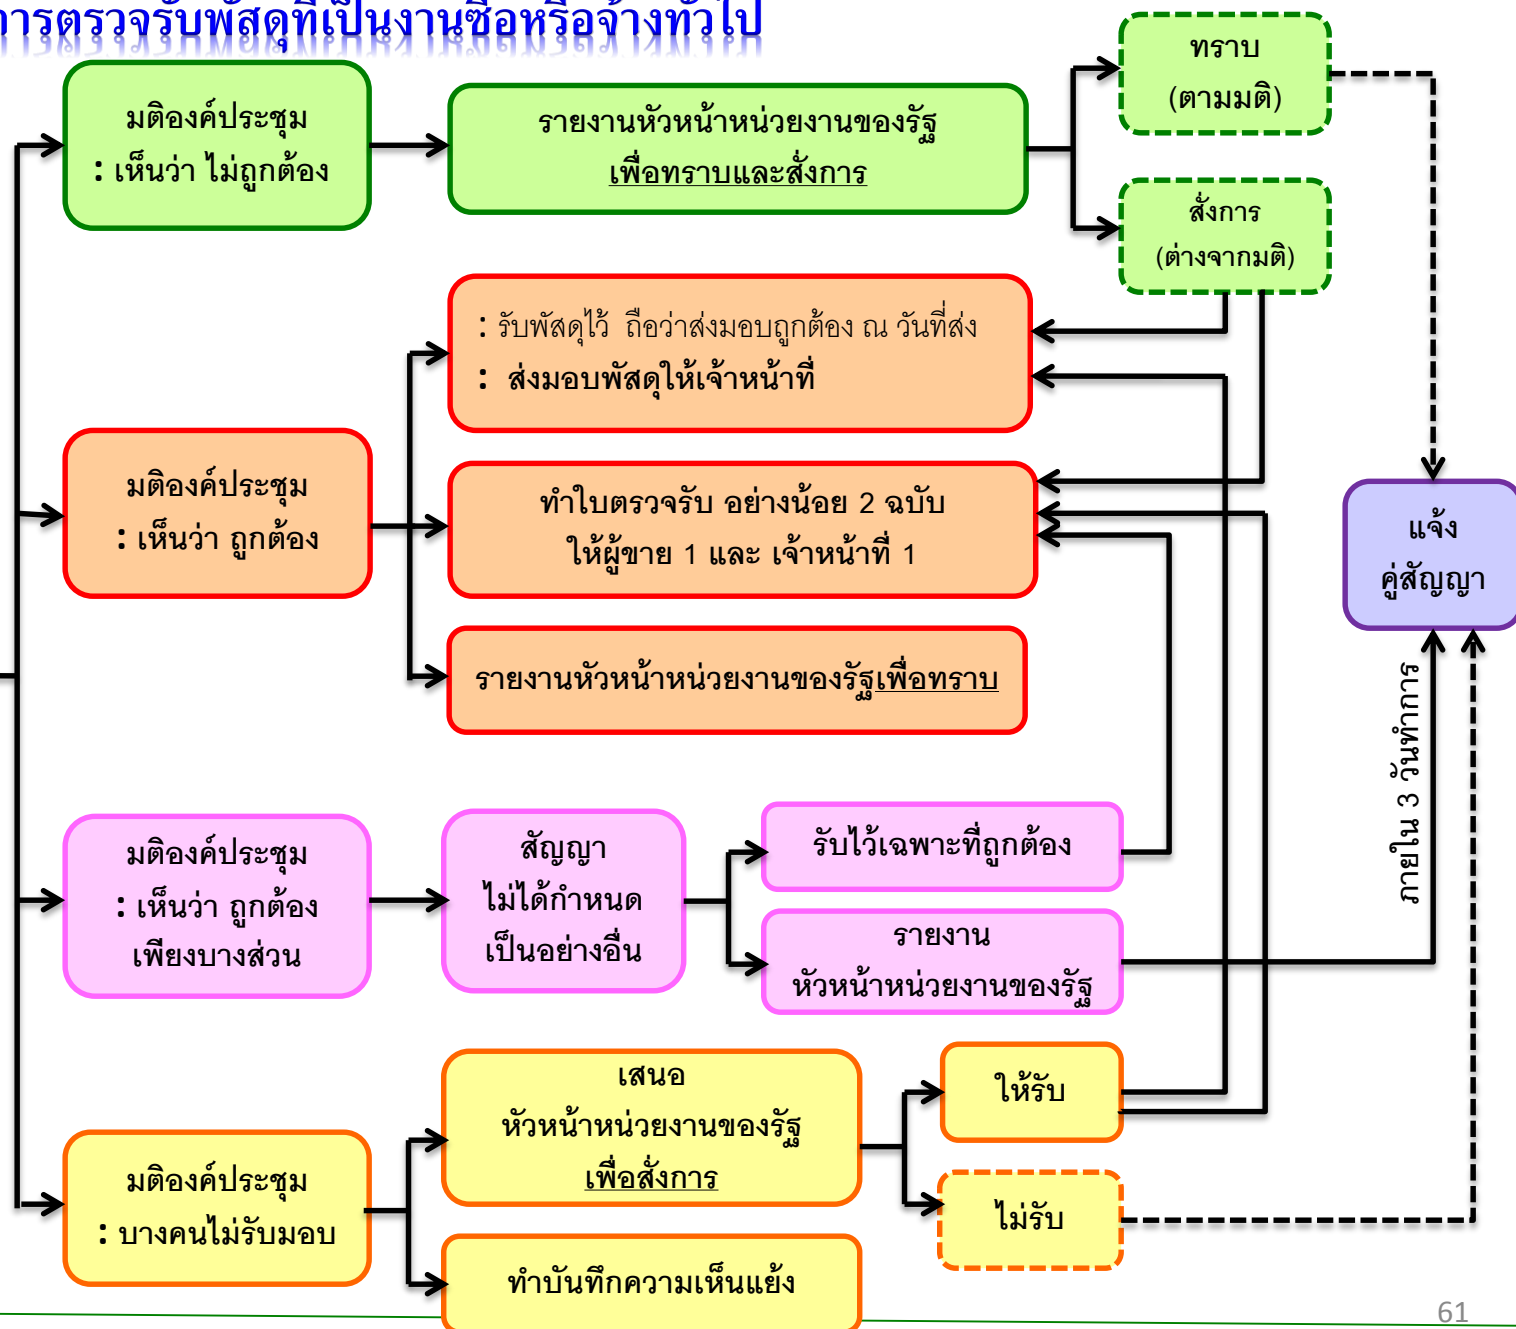 การตรวจรับพัสดุที่เป็นงานซื้อหรือจ้างทั่วไป
มติองค์ประชุม
: เห็นว่า ไม่ถูกต้อง
รายงานหัวหน้าหน่วยงานของรัฐ
เพื่อทราบและสั่งการ
ทราบ
(ตามมติ)
สั่งการ
(ต่างจากมติ)
มติองค์ประชุม
: เห็นว่า ถูกต้อง
: รับพัสดุไว้ ถือว่าส่งมอบถูกต้อง ณ วันที่ส่ง
: ส่งมอบพัสดุให้เจ้าหน้าที่
ทำใบตรวจรับ อย่างน้อย 2 ฉบับ
ให้ผู้ขาย 1 และ เจ้าหน้าที่ 1
รายงานหัวหน้าหน่วยงานของรัฐเพื่อทราบ
แจ้ง
คู่สัญญา
ภายใน 3 วันทำการ
มติองค์ประชุม
: เห็นว่า ถูกต้อง
เพียงบางส่วน
สัญญา
ไม่ได้กำหนด
เป็นอย่างอื่น
รับไว้เฉพาะที่ถูกต้อง
รายงาน
หัวหน้าหน่วยงานของรัฐ
มติองค์ประชุม
: บางคนไม่รับมอบ
เสนอ
หัวหน้าหน่วยงานของรัฐ
เพื่อสั่งการ
ให้รับ
ไม่รับ
ทำบันทึกความเห็นแย้ง
61